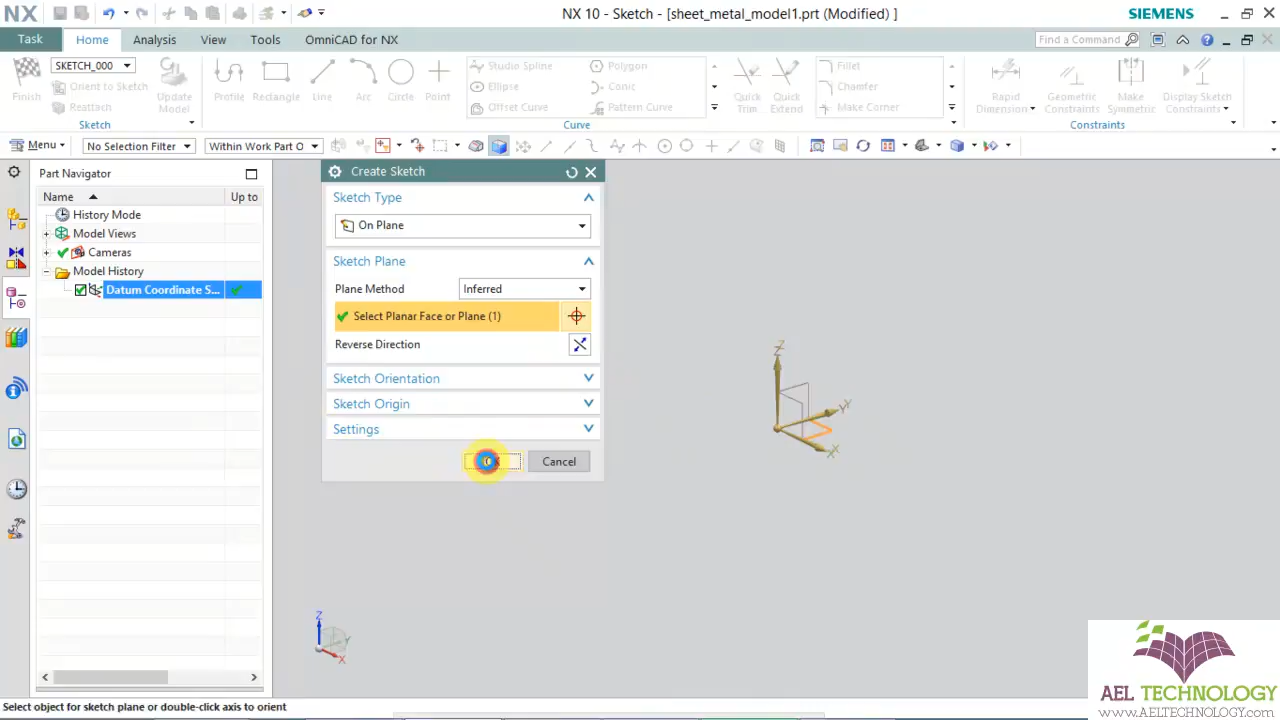 NX
NX 10 - Sketch - [sheet_metal_model1.prt (Modified) ]
SIEMENS
Task
Home
Analysis
View
Tools
OmniCAD for NX
Find a Command
Finish
SKETCH_000
Orient to Sketch
Reattach
Update Model
Profile
Rectangle
Line
Arc
Circle
Point
Studio Spline
Polygon
Ellipse
Conic
Offset Curve
Pattern Curve
Quick Trim
Quick Extend
Fillet
Chamfer
Make Corner
Rapid Dimension
Geometric Constraints
Make Symmetric
Display Sketch Constraints
Sketch
Curve
Constraints
Menu
No Selection Filter
Within Work Part O
Part Navigator
Name
Up to
History Mode
Model Views
Cameras
Model History
Datum Coordinate S...
Create Sketch
Sketch Type
On Plane
Sketch Plane
Plane Method
Inferred
Select Planar Face or Plane (1)
Reverse Direction
Sketch Orientation
Sketch Origin
Settings
Cancel
Z
Y
X
Z
Y
X
Select object for sketch plane or double-click axis to orient
AEL TECHNOLOGY
www.AELTECHNOLOGY.com